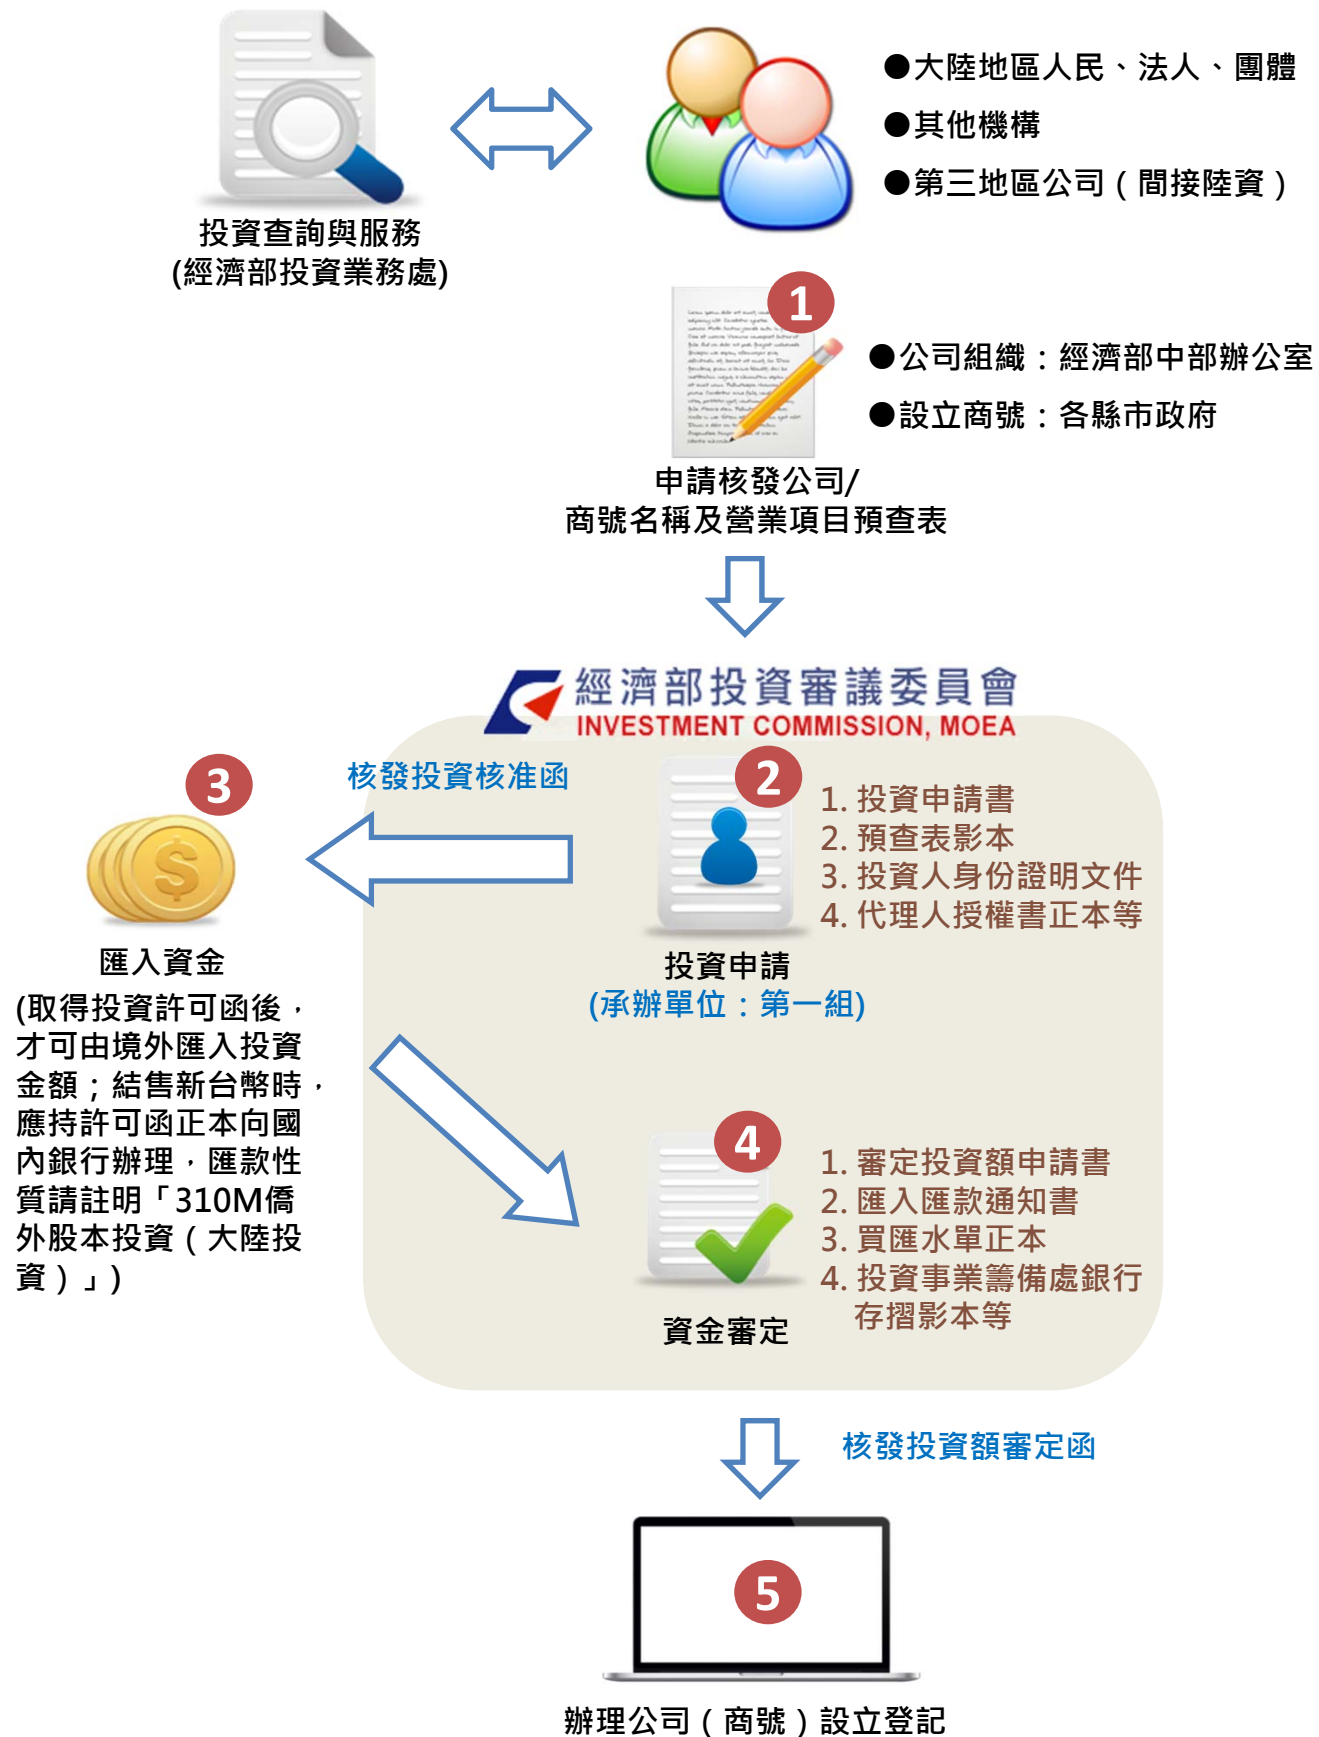 ●大陸地區人民、法人、團體
●其他機構
●第三地區公司（間接陸資）
投資查詢與服務
(經濟部投資業務處)
1
●公司組織：經濟部中部辦公室
●設立商號：各縣市政府
申請核發公司/
商號名稱及營業項目預查表
經濟部投資審議委員會
INVESTMENT COMMISSION, MOEA
核發投資核准函
2
1. 投資申請書
2. 預查表影本
3. 投資人身份證明文件
4. 代理人授權書正本等
投資申請
(承辦單位：第一組)
3
匯入資金
(取得投資許可函後，
才可由境外匯入投資
金額；結售新台幣時，
應持許可函正本向國
內銀行辦理，匯款性
質請註明「310M僑
外股本投資（大陸投
資）」)
4
1. 審定投資額申請書
2. 匯入匯款通知書
3. 買匯水單正本
4. 投資事業籌備處銀行
存摺影本等
資金審定
核發投資額審定函
5
辦理公司（商號）設立登記